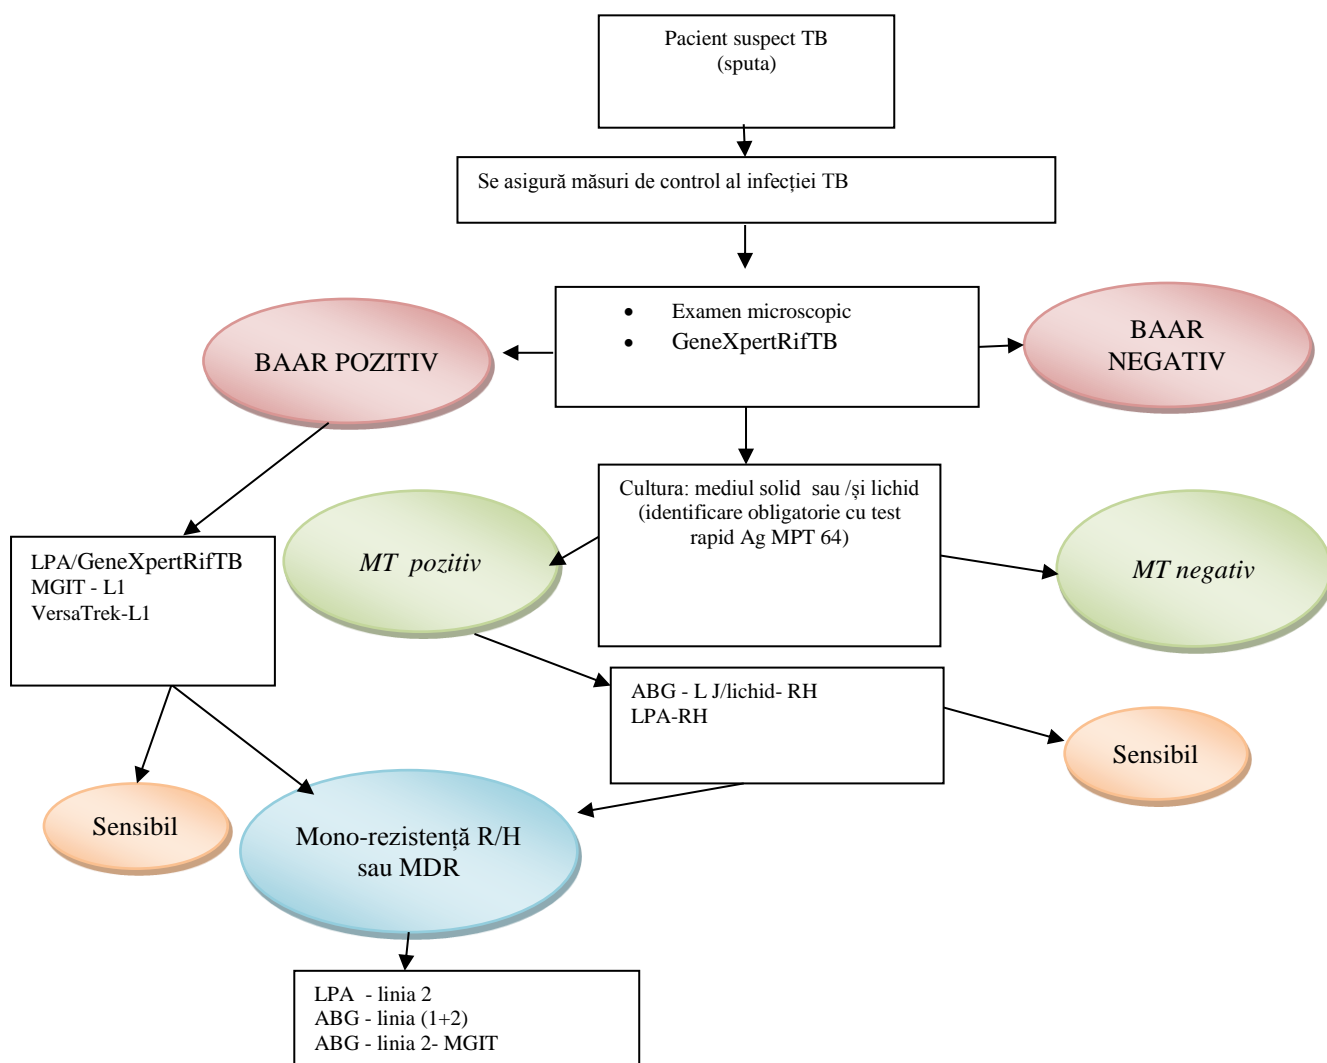 Pacient suspect TB
(sputa)
Se asigură măsuri de control al infecției TB
• Examen microscopic
• GeneXpertRifTB
BAAR POZITIV
BAAR
NEGATIV
Cultura: mediul solid sau /și lichid
(identificare obligatorie cu test
rapid Ag MPT 64)
MT pozitiv
MT negativ
LPA/GeneXpertRifTB
MGIT - L1
VersaTrek-L1
ABG - L J/lichid- RH
LPA-RH
Sensibil
Sensibil
Mono-rezistență R/H
sau MDR
LPA - linia 2
ABG - linia (1+2)
ABG - linia 2- MGIT